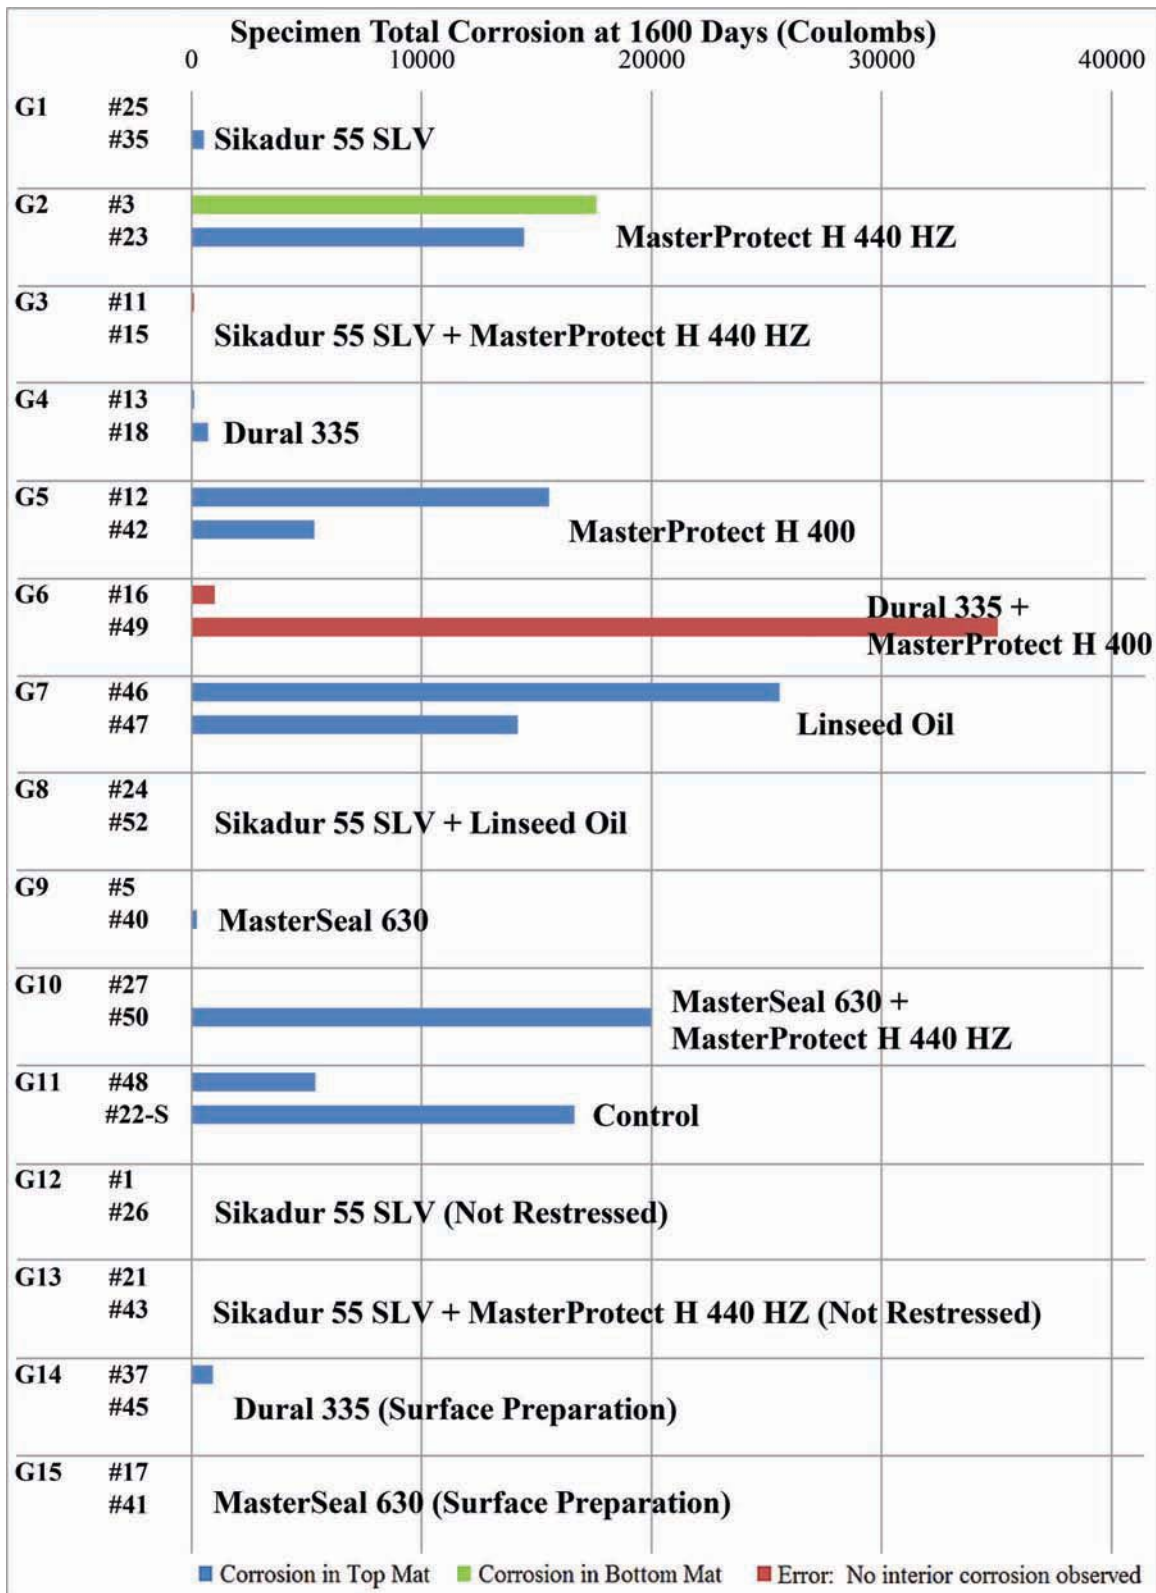 Specimen Total Corrosion at 1600 Days (Coulombs)
0 10000 20000 30000 40000
G1 #25
#35 Sikadur 55 SLV
G2 #3
#23 MasterProtect H 440 HZ
G3 #11
#15 Sikadur 55 SLV + MasterProtect H 440 HZ
G4 #13
#18 Dural 335
G5 #12
#42 MasterProtect H 400
G6 #16
Dural 335 +
#49
MasterProtect H 400
G7 #46
#47 Linseed Oil
G8 #24
#52 Sikadur 55 SLV + Linseed Oil
G9 #5
#40 MasterSeal 630
G10 #27
MasterSeal 630 +
#50
MasterProtect H 440 HZ
G11 #48
#22-S Control
G12 #1
#26 Sikadur 55 SLV (Not Restressed)
G13 #21
#43 Sikadur 55 SLV + MasterProtect H 440 HZ (Not Restressed)
G14 #37
#45 Dural 335 (Surface Preparation)
G15 #17
#41 MasterSeal 630 (Surface Preparation)
Corrosion in Top Mat Corrosion in Bottom Mat Error: No interior corrosion observed